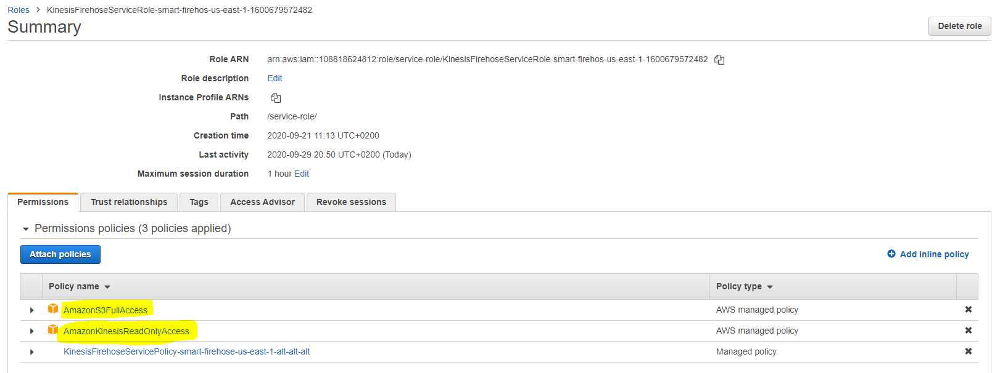 Roles > KinesisFirehoseServiceRole-smart-firehos-us-east-1-1600679572482
Summary
Delete role
Role ARN arn:aws:iam::108818624812:role/service-role/KinesisFirehoseServiceRole-smart-firehos-us-east-1-1600679572482
Role description Edit
Instance Profile ARNs
Path /service-role/
Creation time 2020-09-21 11:13 UTC+0200
Last activity 2020-09-29 20:50 UTC+0200 (Today)
Maximum session duration 1 hour Edit
Permissions Trust relationships Tags Access Advisor Revoke sessions
Permissions policies (3 policies applied)
Attach policies Add inline policy
Policy name Policy type
AmazonS3FullAccess AWS managed policy
AmazonKinesisReadOnlyAccess AWS managed policy
KinesisFirehoseServicePolicy-smart-firehose-us-east-1-alt-alt-alt Managed policy